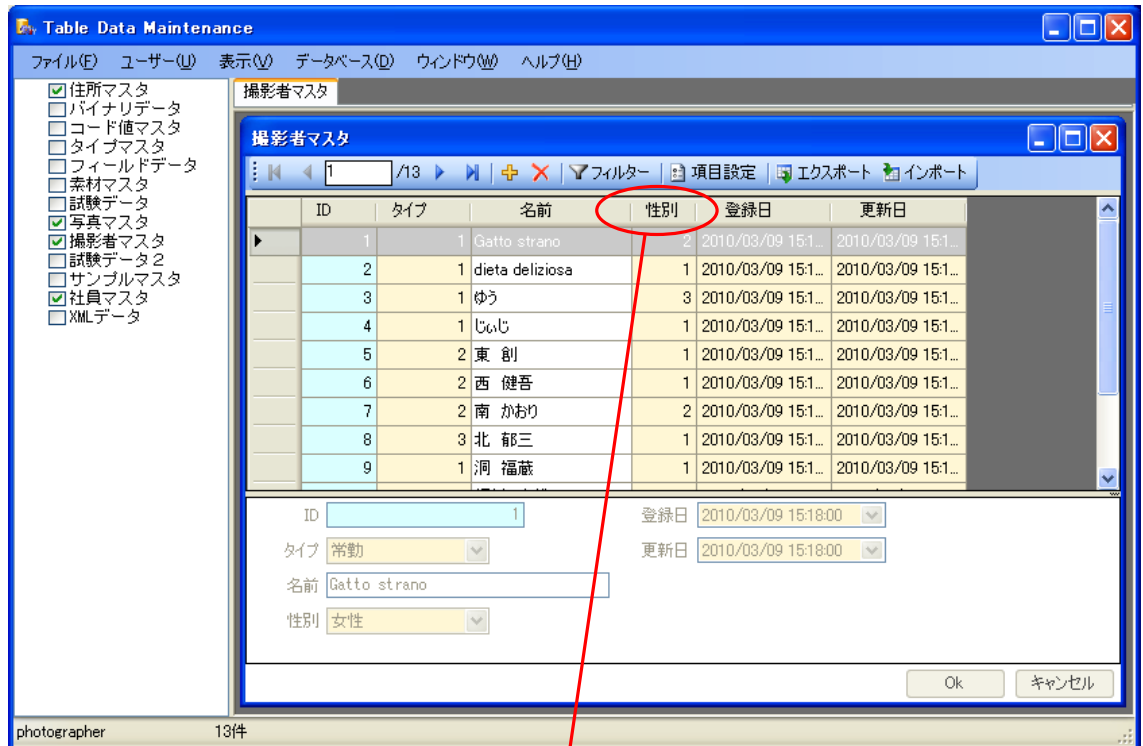 Table Data Maintenance
ファイル(F) ユーザー(U) 表示(V) データベース(D) ウィンドウ(W) ヘルプ(H)
住所マスタ
バイナリデータ
コード値マスタ
タイプマスタ
フィールドデータ
素材マスタ
試験データ
写真マスタ
撮影者マスタ
試験データ2
サンプルマスタ
社員マスタ
XMLデータ
撮影者マスタ
撮影者マスタ
1 /13 フィルター 項目設定 エクスポート インポート
ID タイプ 名前 性別 登録日 更新日
1 1 Gatto strano 2 2010/03/09 15:1... 2010/03/09 15:1...
2 1 dieta deliziosa 1 2010/03/09 15:1... 2010/03/09 15:1...
3 1 ゆう 3 2010/03/09 15:1... 2010/03/09 15:1...
4 1 じぃじ 1 2010/03/09 15:1... 2010/03/09 15:1...
5 2 東 創 1 2010/03/09 15:1... 2010/03/09 15:1...
6 2 西 健吾 1 2010/03/09 15:1... 2010/03/09 15:1...
7 2 南 かおり 2 2010/03/09 15:1... 2010/03/09 15:1...
8 3 北 郁三 1 2010/03/09 15:1... 2010/03/09 15:1...
9 1 洞 福蔵 1 2010/03/09 15:1... 2010/03/09 15:1...
ID 1 登録日 2010/03/09 15:18:00
タイプ 常勤 更新日 2010/03/09 15:18:00
名前 Gatto strano
性別 女性
Ok キャンセル
photographer 13件